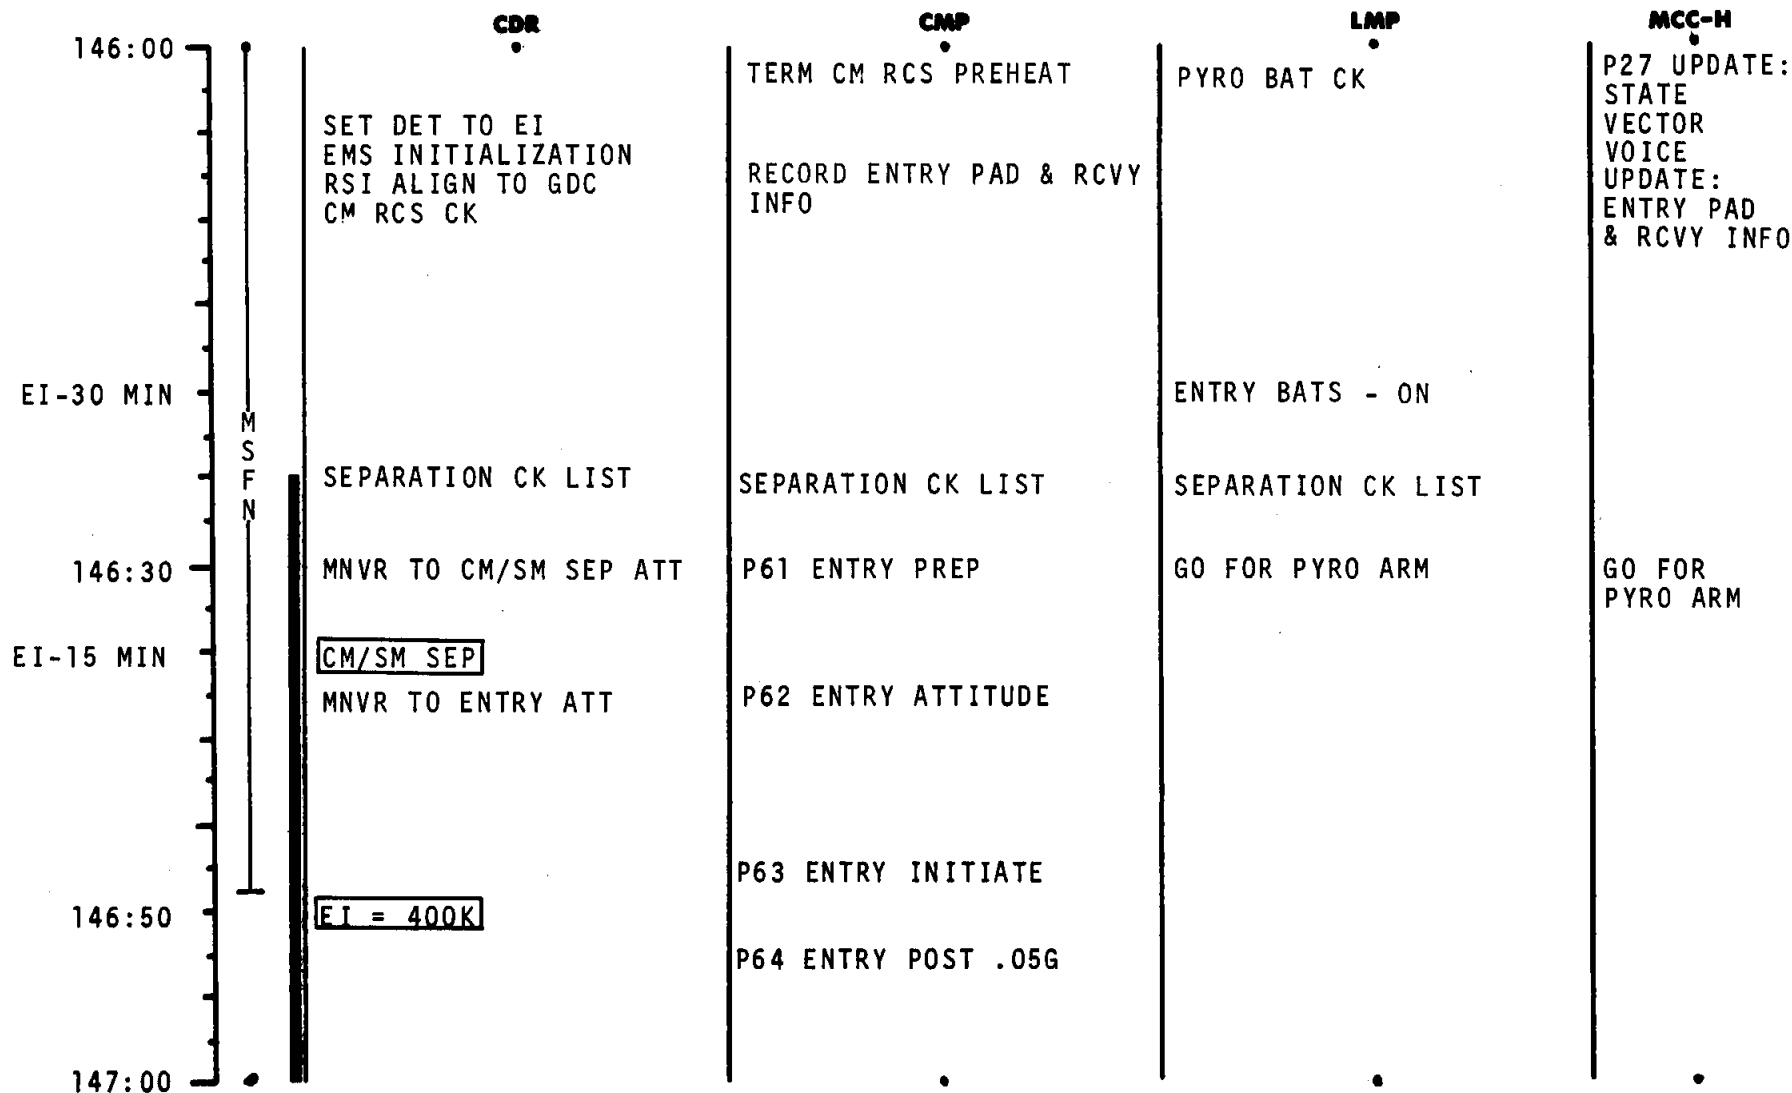 CDR
CMP
LMP
MCC-H
146:00
EI-30 MIN
146:30
EI-15 MIN
146:50
147:00
M
S
F
N
SET DET TO EI
EMS INITIALIZATION
RSI ALIGN TO GDC
CM RCS CK
SEPARATION CK LIST
MNVR TO CM/SM SEP ATT
CM/SM SEP
MNVR TO ENTRY ATT
EI = 400K
TERM CM RCS PREHEAT
RECORD ENTRY PAD & RCVY
INFO
SEPARATION CK LIST
P61 ENTRY PREP
P62 ENTRY ATTITUDE
P63 ENTRY INITIATE
P64 ENTRY POST .05G
PYRO BAT CK
ENTRY BATS - ON
SEPARATION CK LIST
GO FOR PYRO ARM
P27 UPDATE:
STATE
VECTOR
VOICE
UPDATE:
ENTRY PAD
& RCVY INFO
GO FOR
PYRO ARM